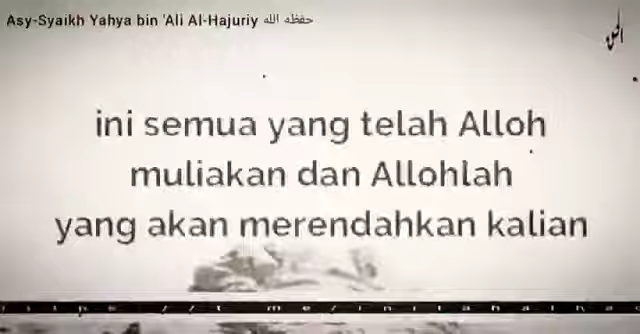 Asy-Syaikh Yahya bin 'Ali Al-Hajuriy حفظه الله
ini semua yang telah Alloh
muliakan dan Allohlah
yang akan merendahkan kalian